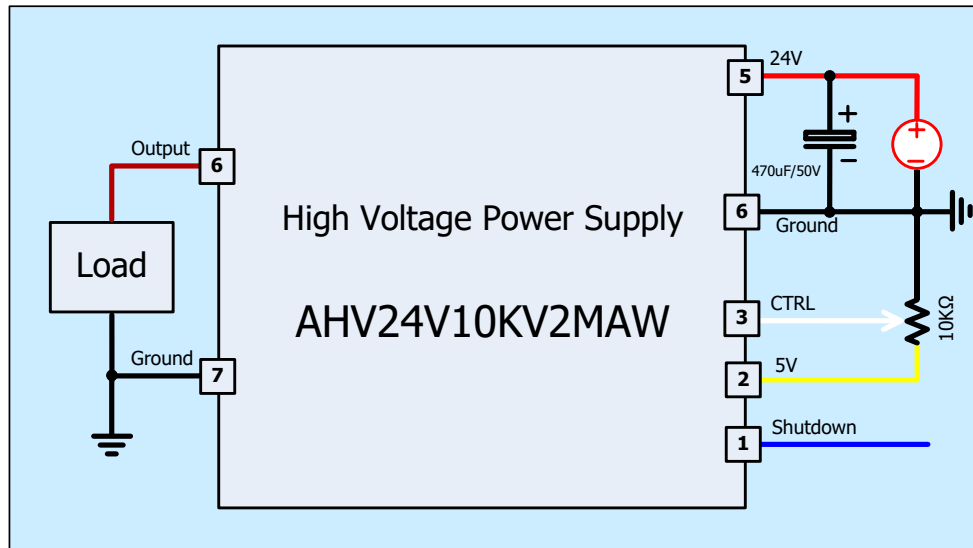 24V
5
+
+
−
−
470uF/50V
Output
6
High Voltage Power Supply
6
Ground
Load
AHV24V10KV2MAW
CTRL
3
10KΩ
Ground
7
5V
2
Shutdown
1